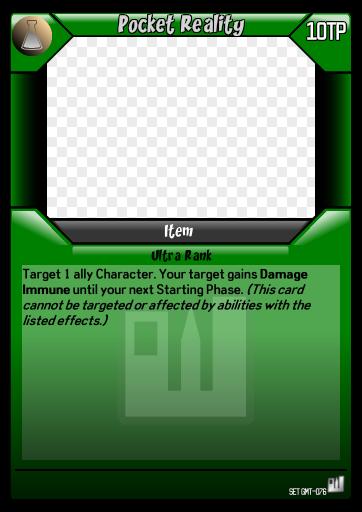 Pocket Reality
10TP
Item
Ultra Rank
Target 1 ally Character. Your target gains Damage
Immune until your next Starting Phase. (This card
cannot be targeted or affected by abilities with the
listed effects.)
SET GMT-076